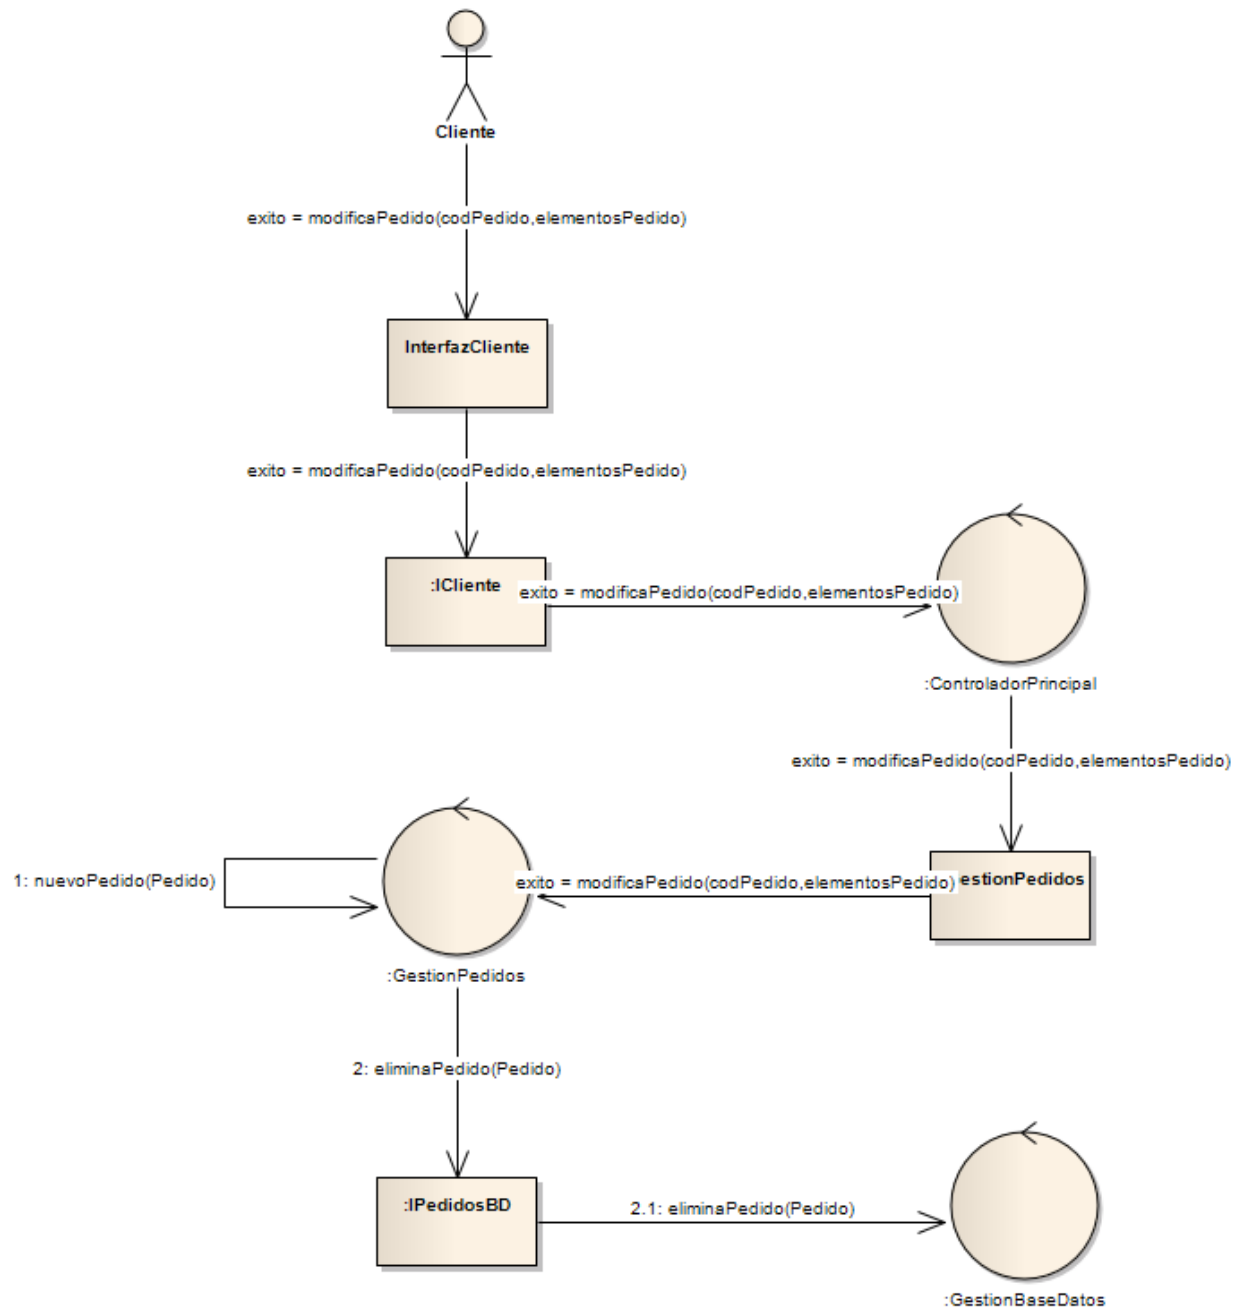 Cliente
exito = modificaPedido(codPedido,elementosPedido)
InterfazCliente
exito = modificaPedido(codPedido,elementosPedido)
:ICliente
exito = modificaPedido(codPedido,elementosPedido)
:ControladorPrincipal
exito = modificaPedido(codPedido,elementosPedido)
1: nuevoPedido(Pedido)
exito = modificaPedido(codPedido,elementosPedido)
estionPedidos
:GestionPedidos
2: eliminaPedido(Pedido)
:IPedidosBD
2.1: eliminaPedido(Pedido)
:GestionBaseDatos